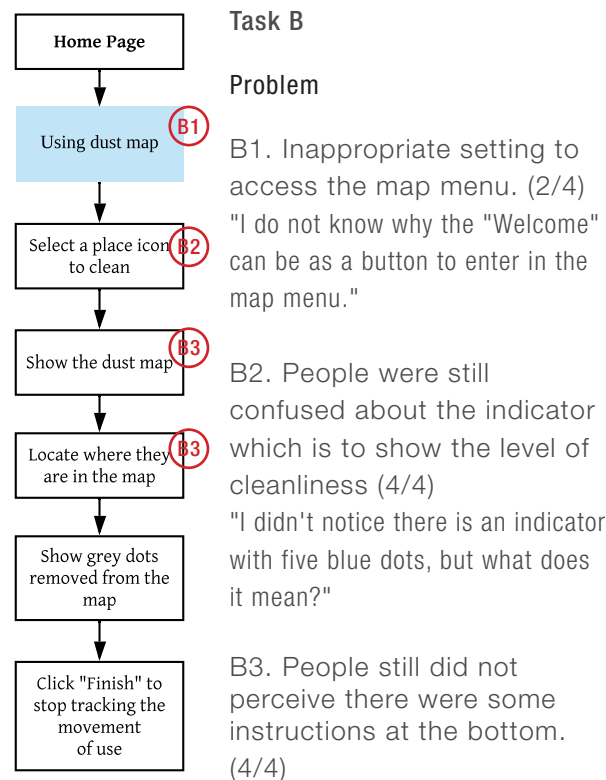 Home Page
Using dust map
B1
Select a place icon
to clean
B2
Show the dust map
B3
Locate where they
are in the map
B3
Show grey dots
removed from the
map
Click "Finish" to
stop tracking the
movement
of use
Task B
Problem
B1. Inappropriate setting to
access the map menu. (2/4)
"I do not know why the "Welcome"
can be as a button to enter in the
map menu."
B2. People were still
confused about the indicator
which is to show the level of
cleanliness (4/4)
"I didn't notice there is an indicator
with five blue dots, but what does
it mean?"
B3. People still did not
perceive there were some
instructions at the bottom.
(4/4)